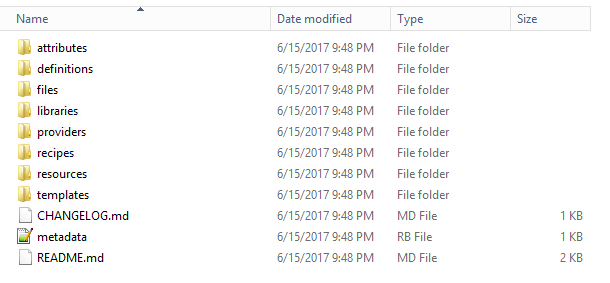 Name Date modified Type Size
attributes 6/15/2017 9:48 PM File folder
definitions 6/15/2017 9:48 PM File folder
files 6/15/2017 9:48 PM File folder
libraries 6/15/2017 9:48 PM File folder
providers 6/15/2017 9:48 PM File folder
recipes 6/15/2017 9:48 PM File folder
resources 6/15/2017 9:48 PM File folder
templates 6/15/2017 9:48 PM File folder
CHANGELOG.md 6/15/2017 9:48 PM MD File 1 KB
metadata 6/15/2017 9:48 PM RB File 1 KB
README.md 6/15/2017 9:48 PM MD File 2 KB